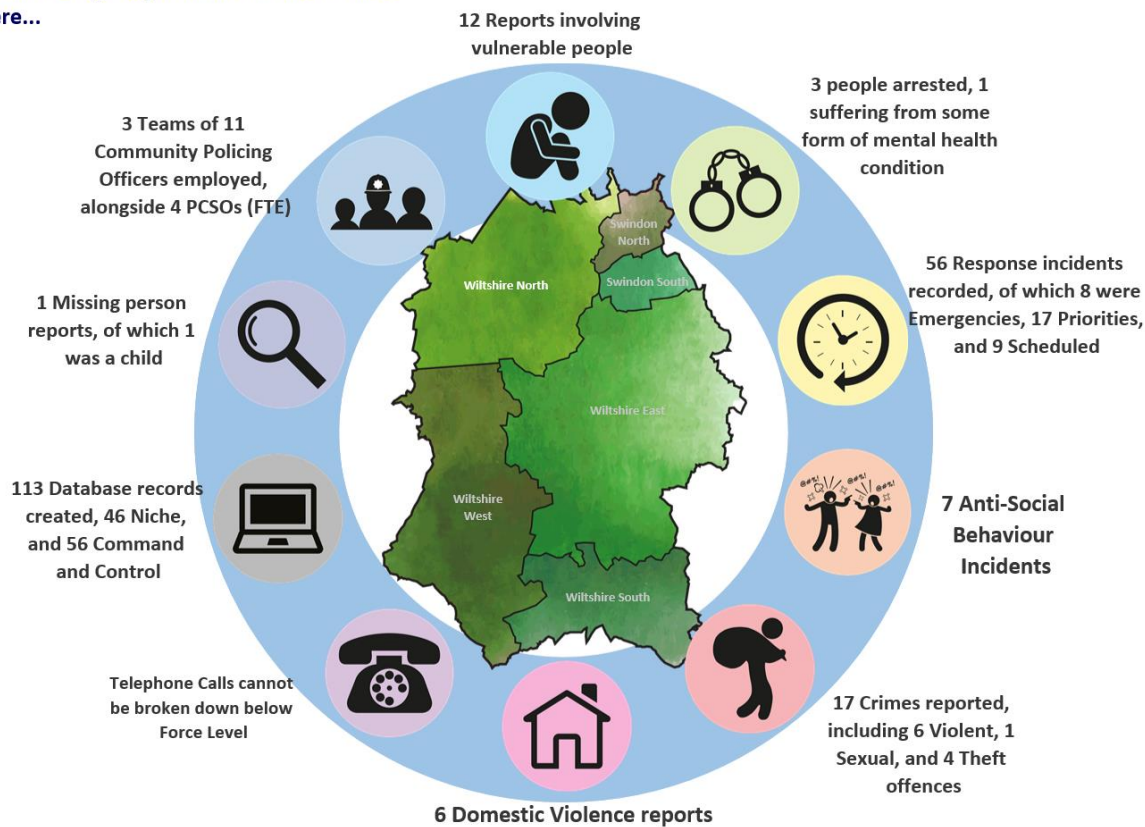 ere...
12 Reports involving
vulnerable people
3 people arrested, 1
suffering from some
form of mental health
condition
3 Teams of 11
Community Policing
Officers employed,
alongside 4 PCSOs (FTE)
Swindon
North
56 Response incidents
recorded, of which 8 were
Emergencies, 17 Priorities,
and 9 Scheduled
Wiltshire North
Swindon South
1 Missing person
reports, of which 1
was a child
Wiltshire East
113 Database records
created, 46 Niche,
and 56 Command
and Control
Wiltshire
West
@#%!
@#%!
@#%!
7 Anti-Social
Behaviour
Incidents
Wiltshire South
Telephone Calls cannot
be broken down below
Force Level
17 Crimes reported,
including 6 Violent, 1
Sexual, and 4 Theft
offences
6 Domestic Violence reports